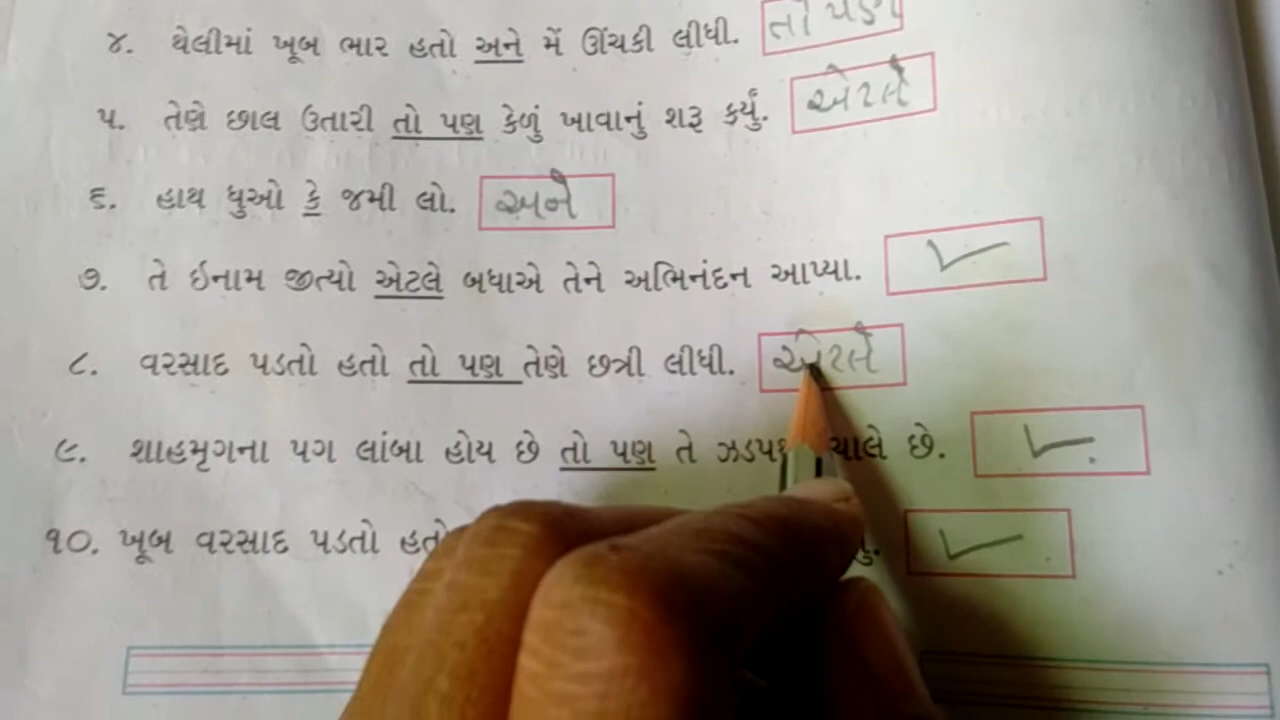 ૪. થેલીમાં ખૂબ ભાર હતો અને મેં ઊંચકી લીધી. તો પણ
૫. તેણે છાલ ઉતારી તો પણ કેળું ખાવાનું શરૂ કર્યું. એટલે
૬. હાથ ધુઓ કે જમી લો. અને
૭. તે ઈનામ જીત્યો એટલે બધાએ તેને અભિનંદન આપ્યા.
૮. વરસાદ પડતો હતો તો પણ તેણે છત્રી લીધી. એટલે
૯. શાહમૃગના પગ લાંબા હોય છે તો પણ તે ચાલે છે.
૧૦. ખૂબ વરસાદ પડતો હતો